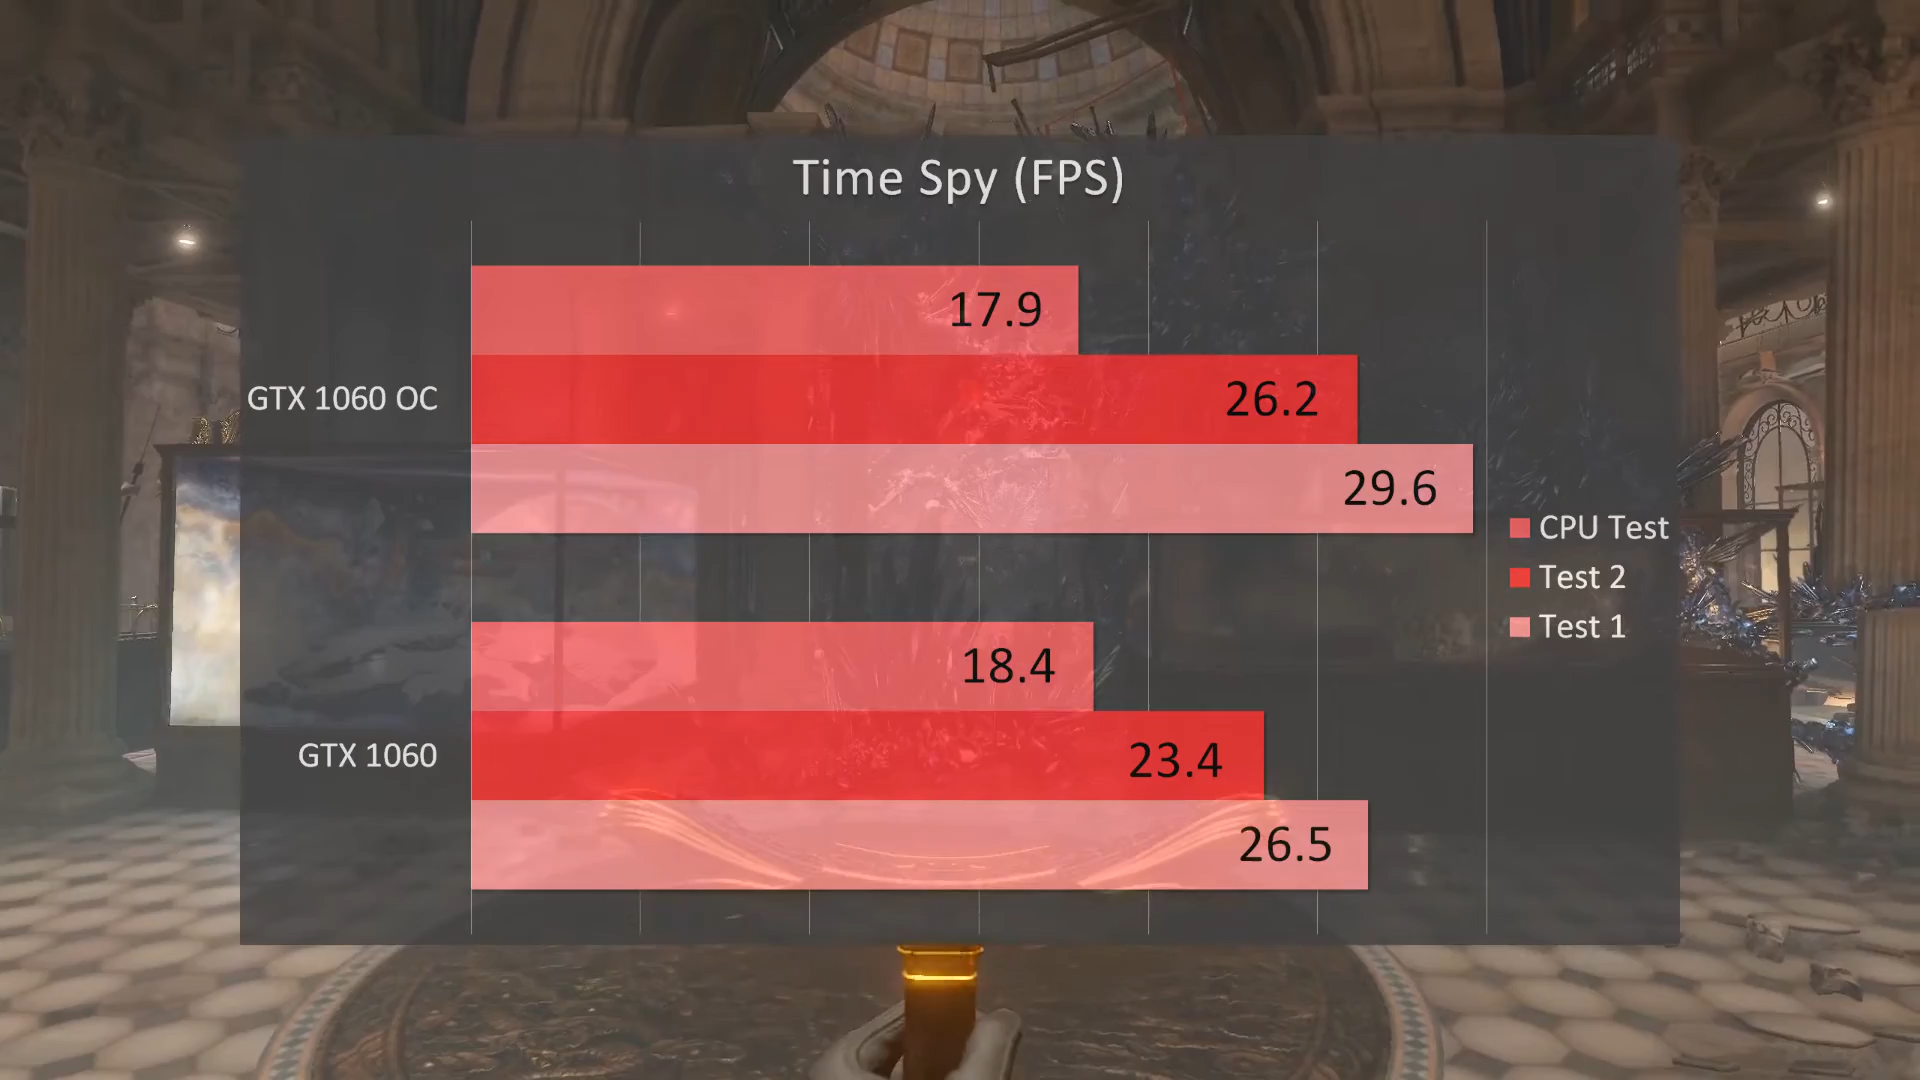 Time Spy (FPS)
17.9
GTX 1060 OC
26.2
29.6
CPU Test
Test 2
Test 1
18.4
GTX 1060
23.4
26.5